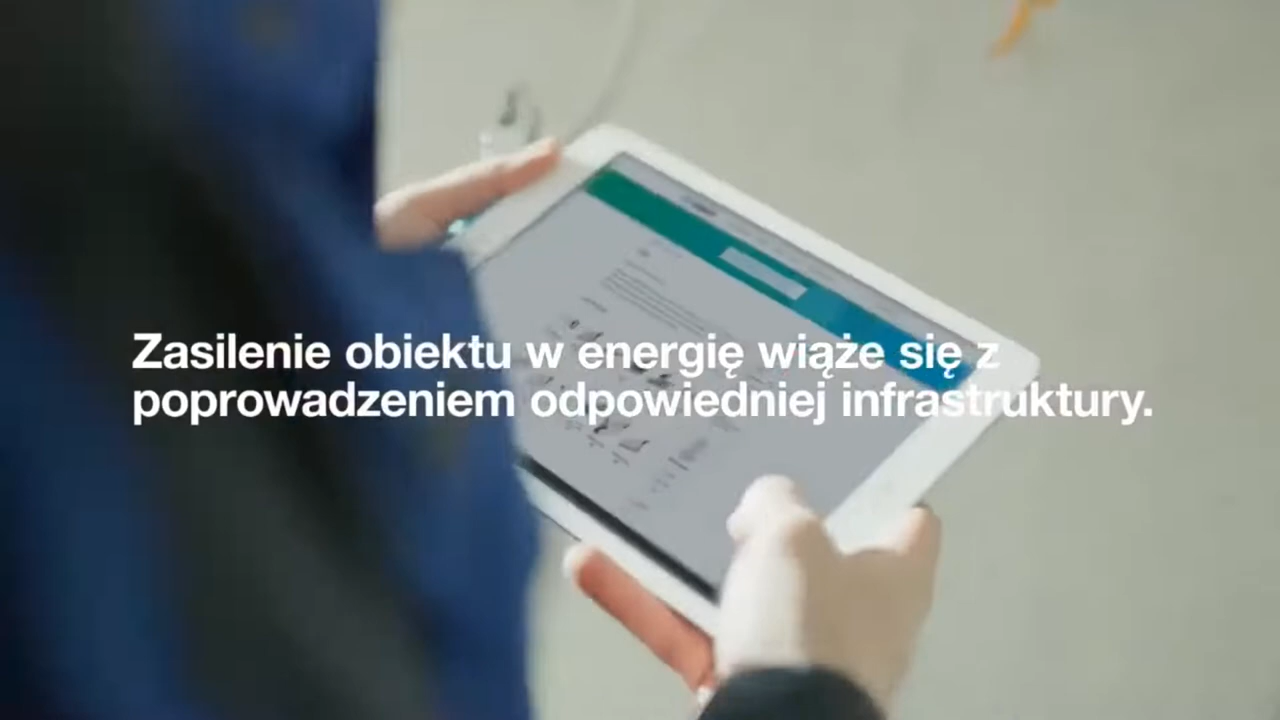 Zasilenie obiektu w energię wiąże się z
poprowadzeniem odpowiedniej infrastruktury.